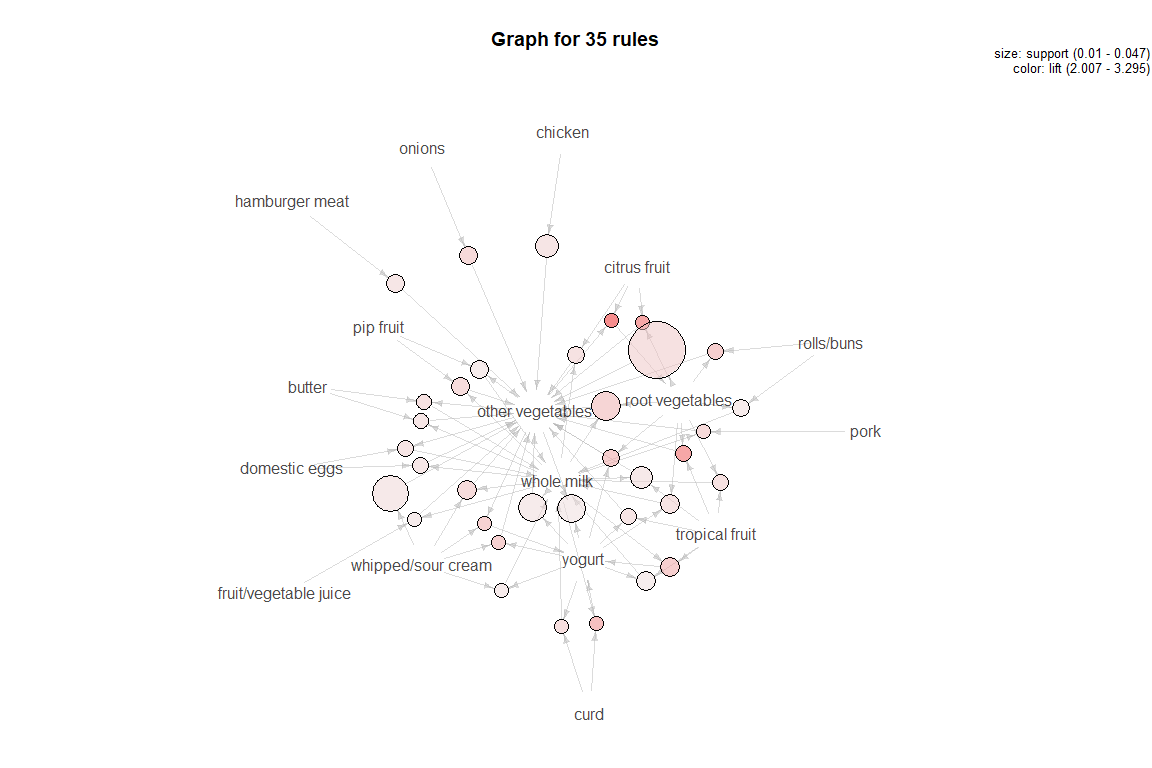 Graph for 35 rules
size: support (0.01 - 0.047)
color: lift (2.007 - 3.295)
chicken
onions
hamburger meat
citrus fruit
pip fruit
rolls/buns
butter
root vegetables
other vegetables
pork
domestic eggs
whole milk
tropical fruit
yogurt
whipped/sour cream
fruit/vegetable juice
curd